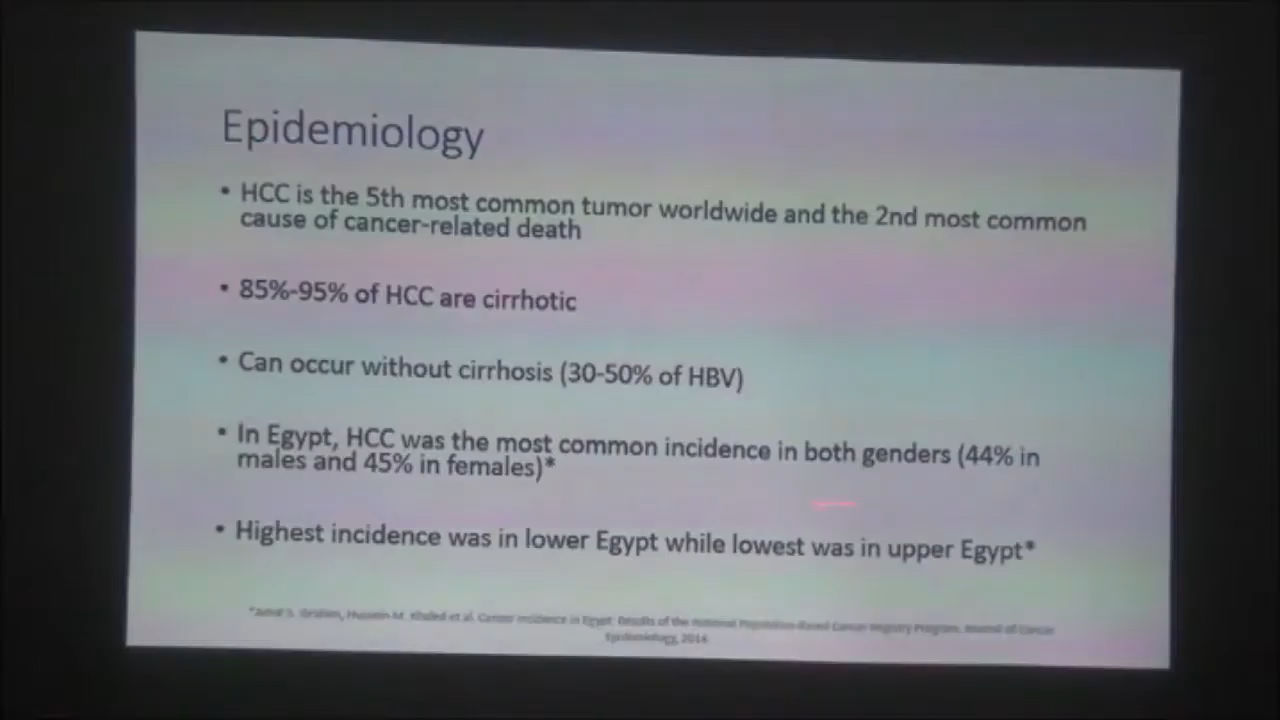 Epidemiology
• HCC is the 5th most common tumor worldwide and the 2nd most common
cause of cancer-related death
• 85%-95% of HCC are cirrhotic
• Can occur without cirrhosis (30-50% of HBV)
• In Egypt, HCC was the most common incidence in both genders (44% in
males and 45% in females)*
• Highest incidence was in lower Egypt while lowest was in upper Egypt*
Ibrahim, Hussein M. Khaled et al. Cancer Incidence in Egypt: Results of the National Population-Based Cancer Registry Program. Journal of Cancer
Epidemiology, 2014